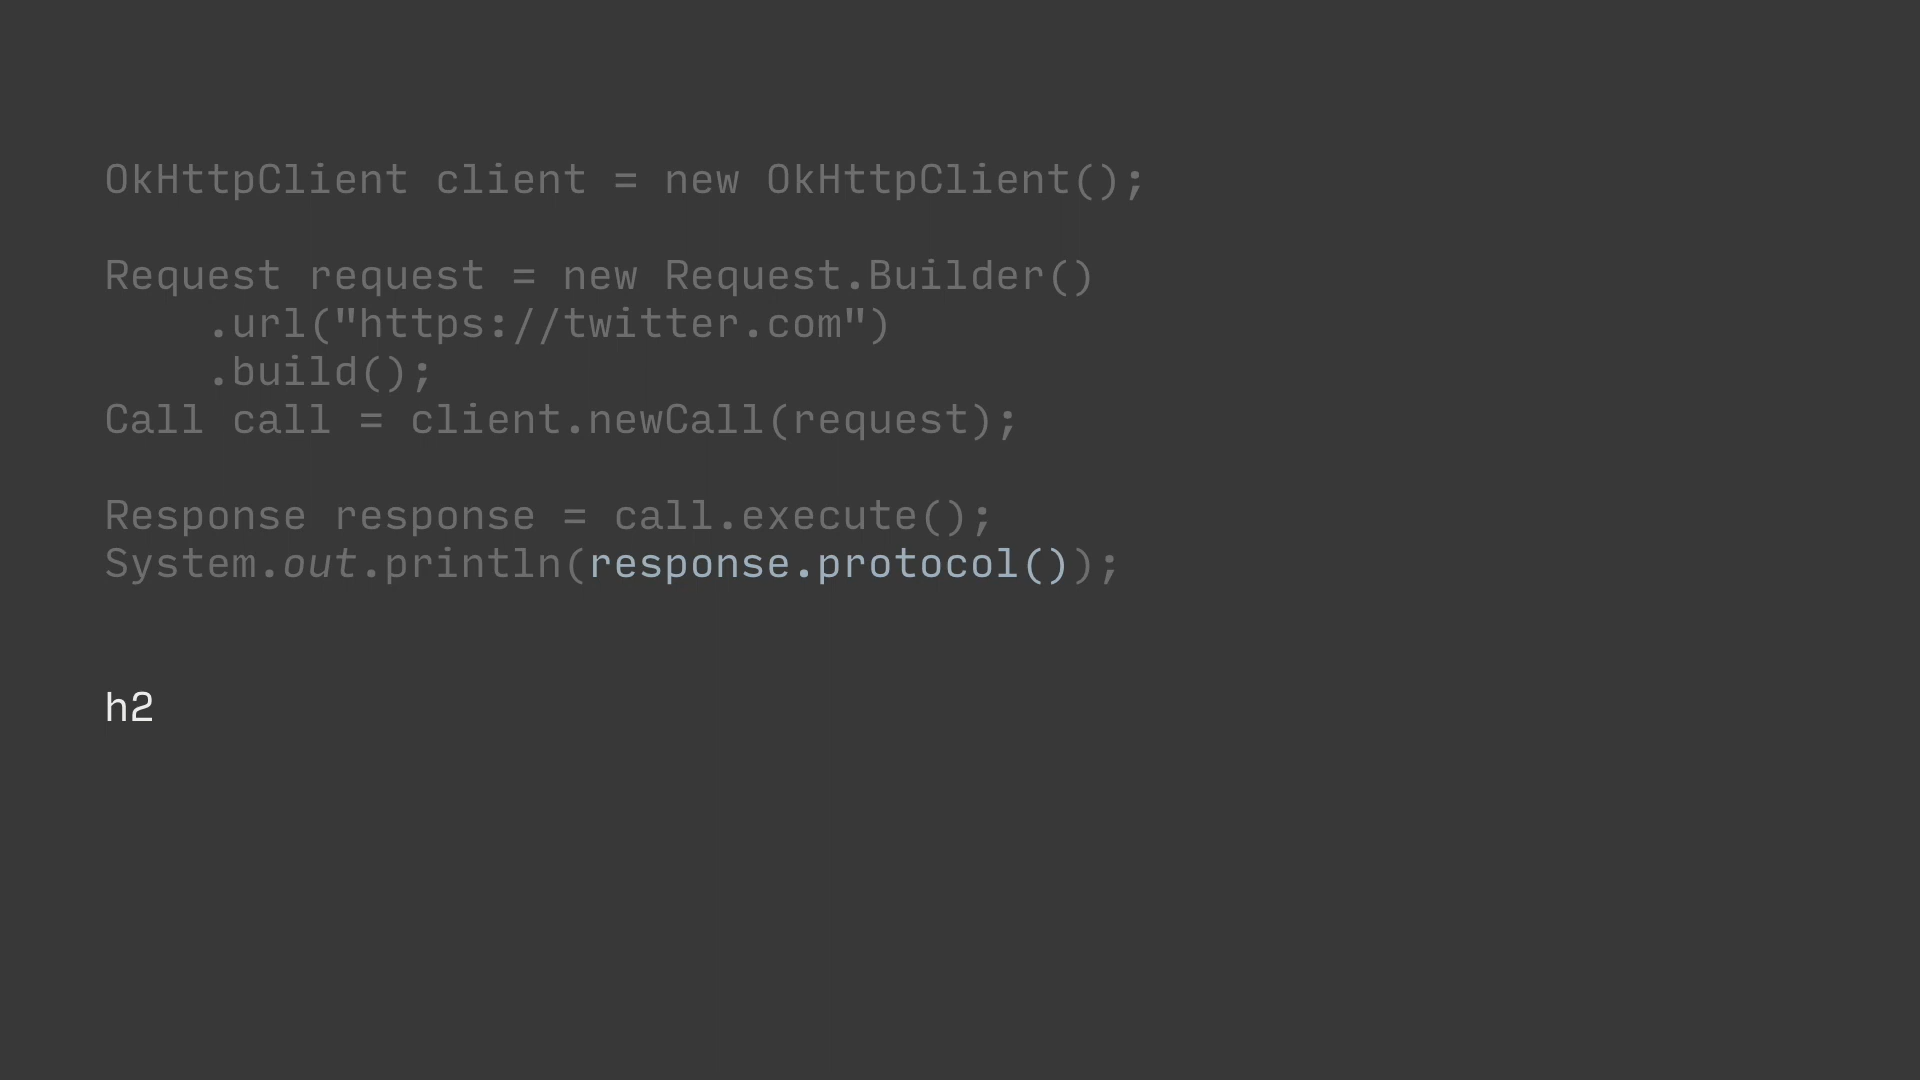 OkHttpClient client = new OkHttpClient();
Request request = new Request.Builder()
    .url("https://twitter.com")
    .build();
Call call = client.newCall(request);
Response response = call.execute();
System.out.println(response.protocol());
h2